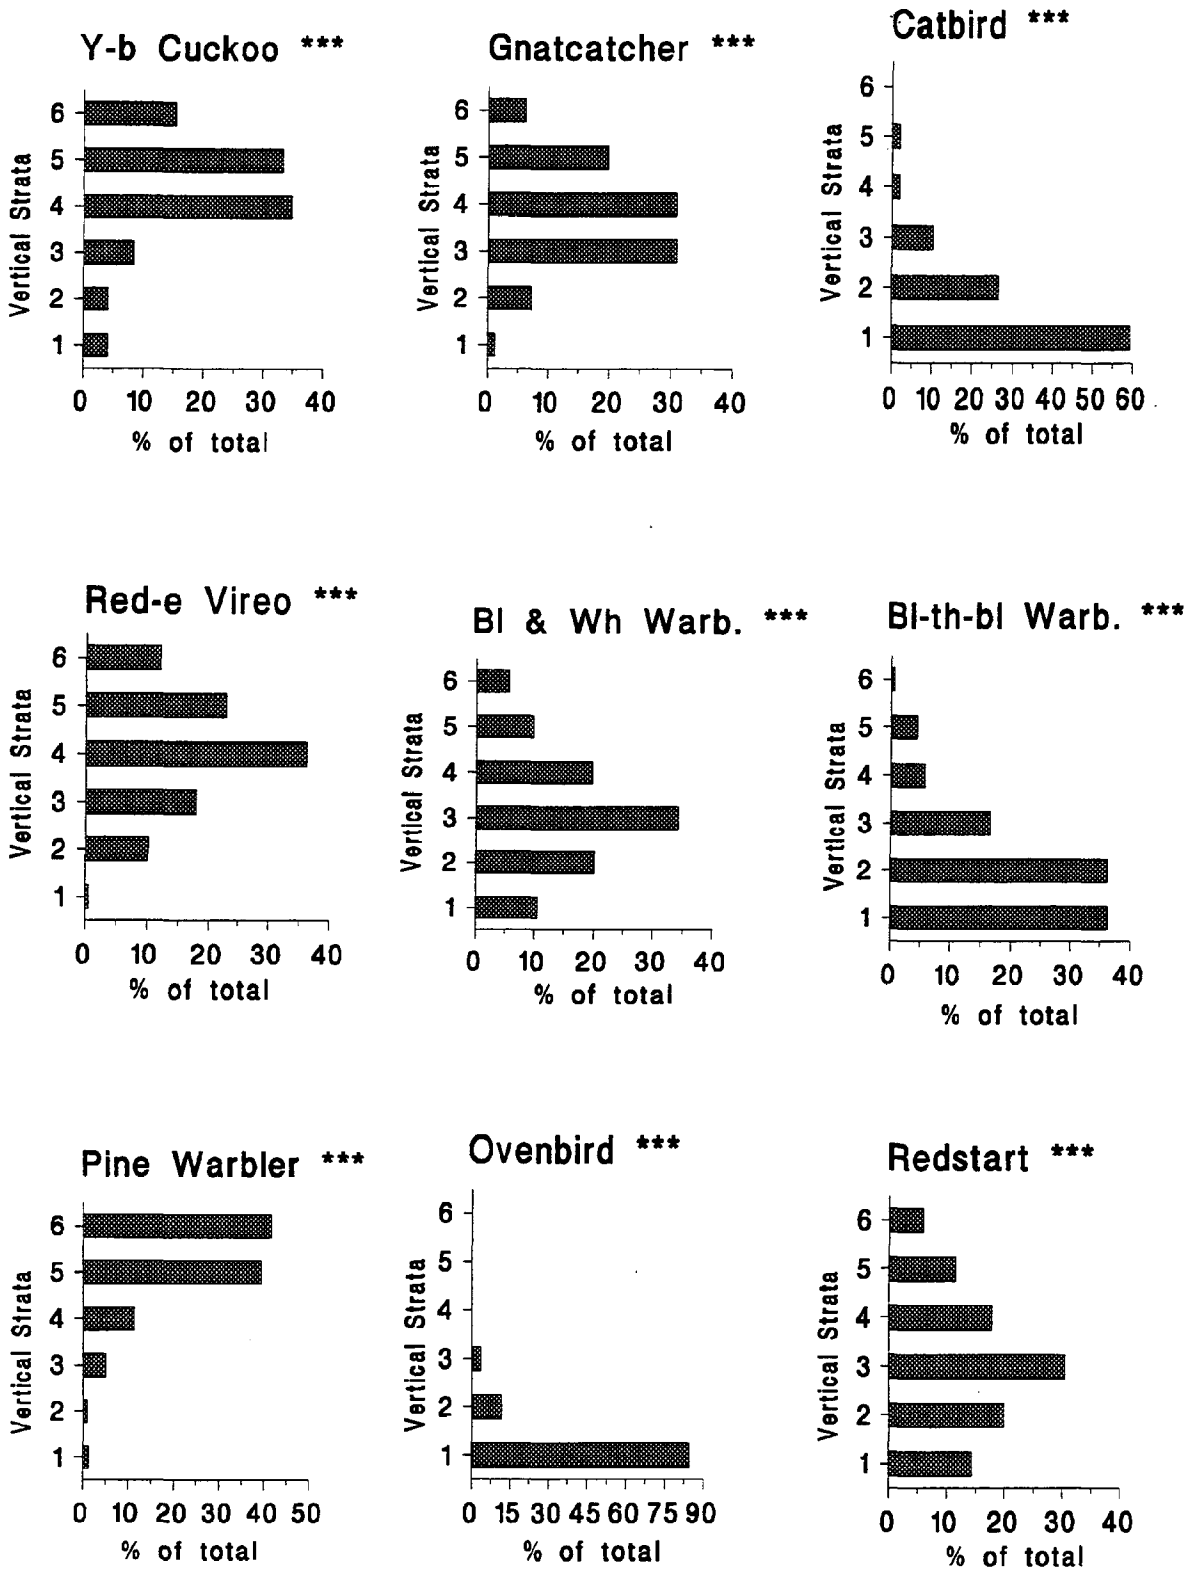 Y-b Cuckoo ***
Vertical Strata
6
5
4
3
2
1
0 10 20 30 40
% of total
Gnatcatcher ***
Vertical Strata
6
5
4
3
2
1
0 10 20 30 40
% of total
Catbird ***
Vertical Strata
6
5
4
3
2
1
0 10 20 30 40 50 60
% of total
Red-e Vireo ***
Vertical Strata
6
5
4
3
2
1
0 10 20 30 40
% of total
Bl & Wh Warb. ***
Vertical Strata
6
5
4
3
2
1
0 10 20 30 40
% of total
Bl-th-bl Warb. ***
Vertical Strata
6
5
4
3
2
1
0 10 20 30 40
% of total
Pine Warbler ***
Vertical Strata
6
5
4
3
2
1
0 10 20 30 40 50
% of total
Ovenbird ***
Vertical Strata
6
5
4
3
2
1
0 15 30 45 60 75 90
% of total
Redstart ***
Vertical Strata
6
5
4
3
2
1
0 10 20 30 40
% of total